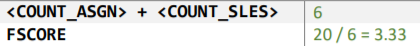 <COUNT_ASGN> + <COUNT_SLES> 6
FSCORE 20 / 6 = 3.33